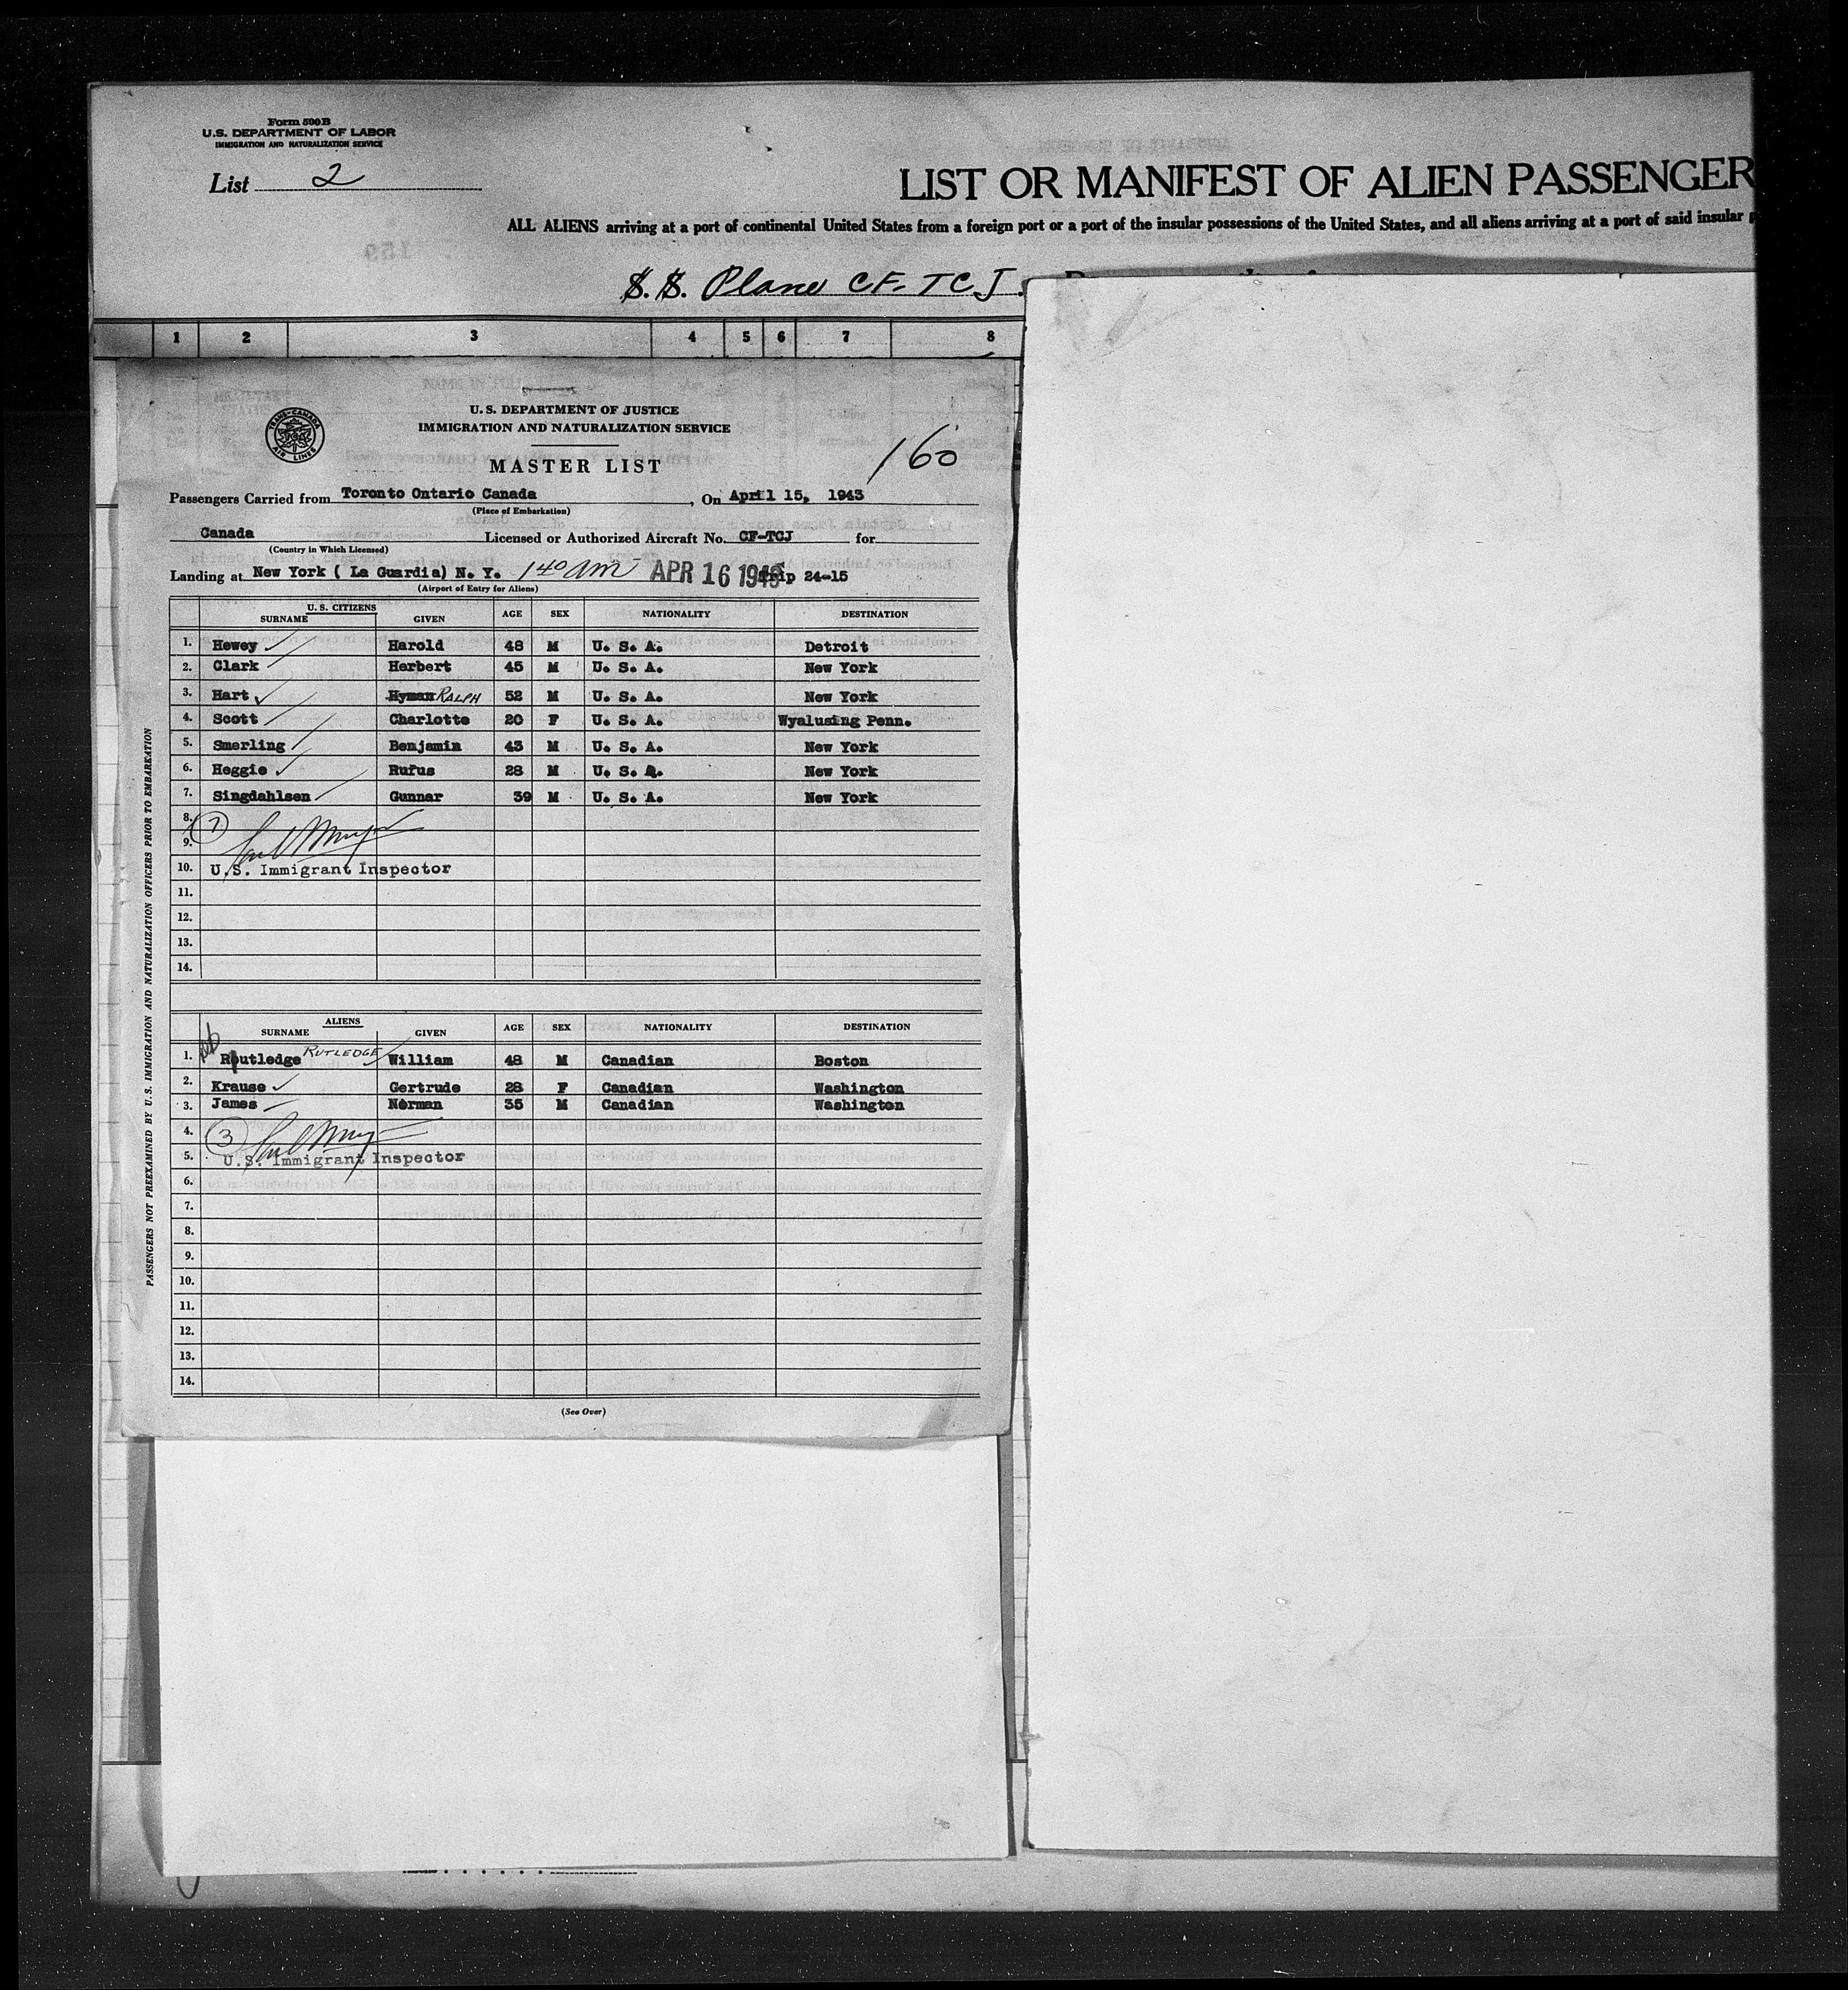 Form 500B
U.S. DEPARTMENT OF LABOR
IMMIGRATION AND NATURALIZATION SERVICE
List 2
LIST OR MANIFEST OF ALIEN PASSENGER
ALL ALIENS arriving at a port of continental United States from a foreign port or a port of the insular possessions of the United States, and all aliens arriving at a port of said insular
S.S. Plane CF-TCJ
1 2 3 4 5 6 7 8
TRANS-CANADA AIR LINES
U. S. DEPARTMENT OF JUSTICE
IMMIGRATION AND NATURALIZATION SERVICE
160
MASTER LIST
Passengers Carried from Toronto Ontario Canada, On April 15, 1943
(Place of Embarkation)
Canada Licensed or Authorized Aircraft No. CF-TCJ for
(Country in Which Licensed)
Landing at New York ( La Guardia) N. Y. 1 40 am APR 16 1943 Trip 24-15
(Airport of Entry for Aliens)
U. S. CITIZENS
SURNAME GIVEN AGE SEX NATIONALITY DESTINATION
1. Hewey Harold 48 M U. S. A. Detroit
2. Clark Herbert 45 M U. S. A. New York
3. Hart Hyman RALPH 52 M U. S. A. New York
4. Scott Charlotte 20 F U. S. A. Wyalusing Penn.
5. Smerling Benjamin 43 M U. S. A. New York
6. Heggie Rufus 28 M U. S. A. New York
7. Singdahlsen Gunnar 39 M U. S. A. New York
8. 7
9.
10. U.S. Immigrant Inspector
11.
12.
13.
14.
ALIENS
SURNAME GIVEN AGE SEX NATIONALITY DESTINATION
1. Routledge RUTLEDGE William 48 M Canadian Boston
2. Krause Gertrude 28 F Canadian Washington
3. James Norman 35 M Canadian Washington
4. 3
5. U.S. Immigrant Inspector
6.
7.
8.
9.
10.
11.
12.
13.
14.
(See Over)
PASSENGERS NOT PREEXAMINED BY U.S. IMMIGRATION AND NATURALIZATION OFFICERS PRIOR TO EMBARKATION